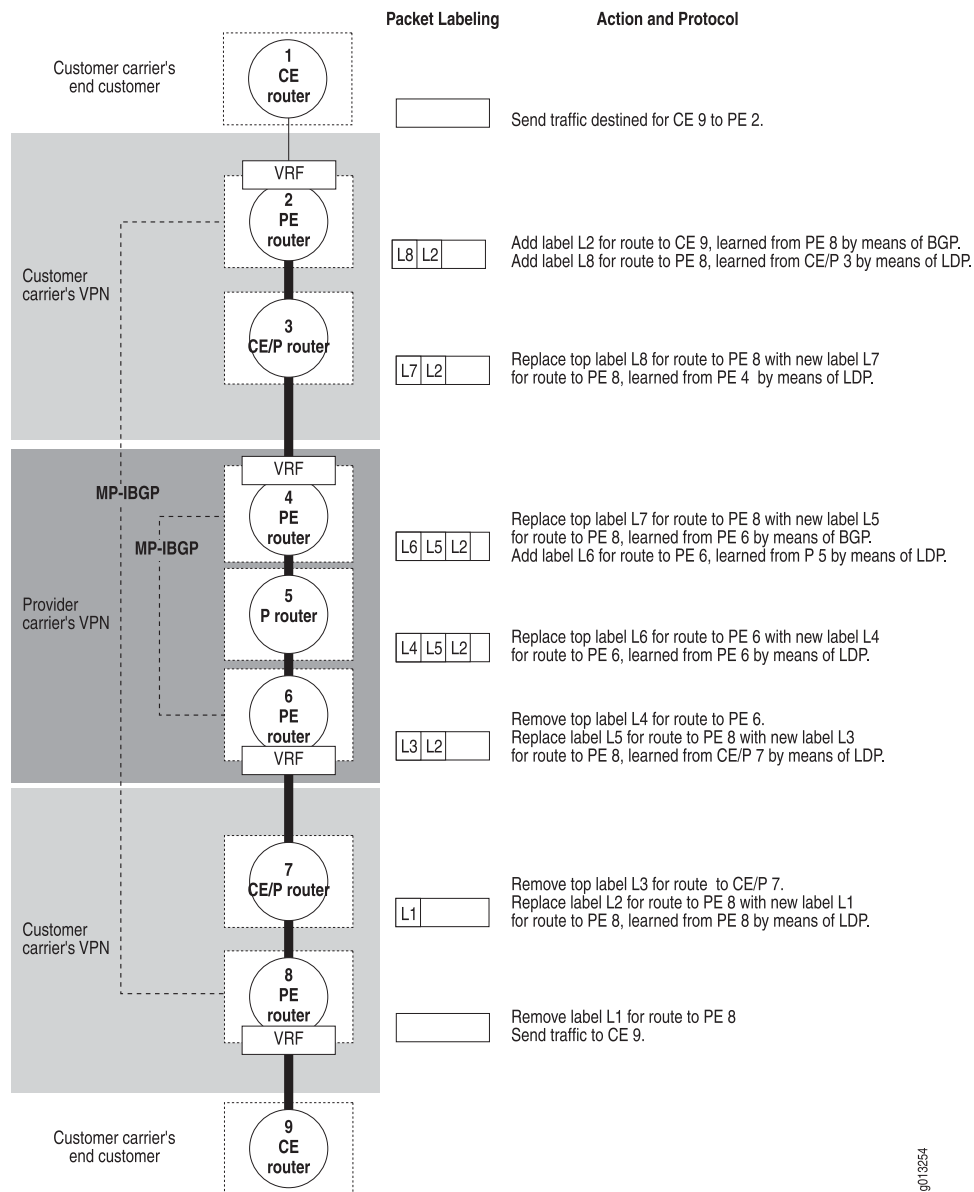 Packet Labeling
Action and Protocol
Customer carrier's
end customer
1
CE
router
Send traffic destined for CE 9 to PE 2.
VRF
2
PE
router
L8 L2
Add label L2 for route to CE 9, learned from PE 8 by means of BGP.
Add label L8 for route to PE 8, learned from CE/P 3 by means of LDP.
Customer
carrier's VPN
3
CE/P router
L7 L2
Replace top label L8 for route to PE 8 with new label L7
for route to PE 8, learned from PE 4 by means of LDP.
VRF
MP-IBGP
4
PE
router
MP-IBGP
L6 L5 L2
Replace top label L7 for route to PE 8 with new label L5
for route to PE 8, learned from PE 6 by means of BGP.
Add label L6 for route to PE 6, learned from P 5 by means of LDP.
Provider
carrier's VPN
5
P router
L4 L5 L2
Replace top label L6 for route to PE 6 with new label L4
for route to PE 6, learned from PE 6 by means of LDP.
6
PE
router
VRF
L3 L2
Remove top label L4 for route to PE 6.
Replace label L5 for route to PE 8 with new label L3
for route to PE 8, learned from CE/P 7 by means of LDP.
7
CE/P router
L1
Remove top label L3 for route to CE/P 7.
Replace label L2 for route to PE 8 with new label L1
for route to PE 8, learned from PE 8 by means of LDP.
Customer
carrier's VPN
8
PE
router
VRF
Remove label L1 for route to PE 8
Send traffic to CE 9.
Customer carrier's
end customer
9
CE
router
g013254